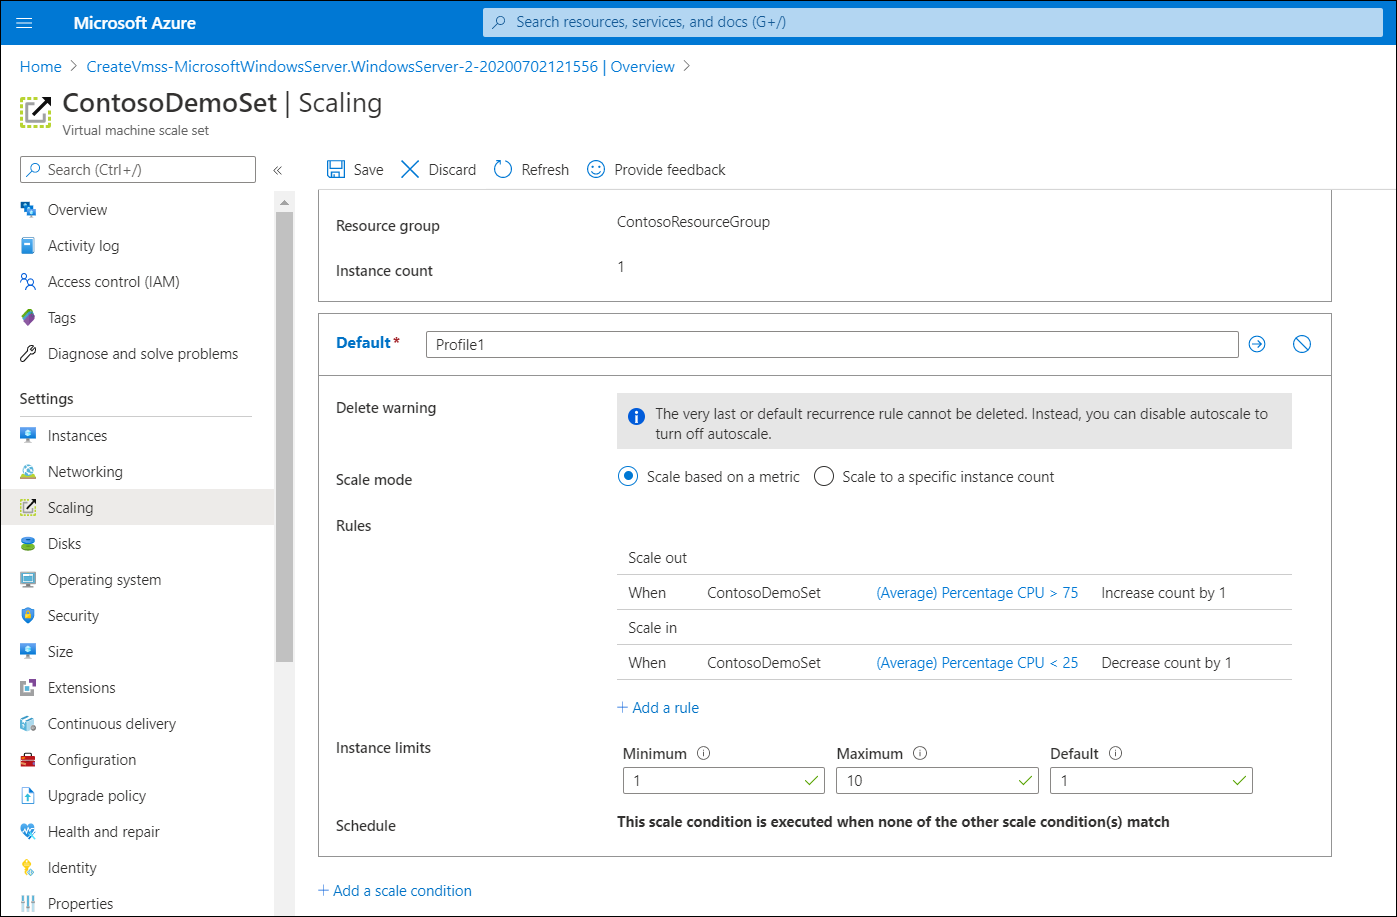 Microsoft Azure
Search resources, services, and docs (G+/)
Home > CreateVmss-MicrosoftWindowsServer.WindowsServer-2-20200702121556 | Overview >
ContosoDemoSet | Scaling
Virtual machine scale set
Search (Ctrl+/)
«
Save
Discard
Refresh
Provide feedback
Overview
Activity log
Access control (IAM)
Tags
Diagnose and solve problems
Settings
Instances
Networking
Scaling
Disks
Operating system
Security
Size
Extensions
Continuous delivery
Configuration
Upgrade policy
Health and repair
Identity
Properties
Resource group ContosoResourceGroup
Instance count 1
Default* Profile1
Delete warning
The very last or default recurrence rule cannot be deleted. Instead, you can disable autoscale to
turn off autoscale.
Scale mode Scale based on a metric Scale to a specific instance count
Rules
Scale out
When ContosoDemoSet (Average) Percentage CPU > 75 Increase count by 1
Scale in
When ContosoDemoSet (Average) Percentage CPU < 25 Decrease count by 1
+ Add a rule
Instance limits
Minimum Maximum Default
1 10 1
Schedule This scale condition is executed when none of the other scale condition(s) match
+ Add a scale condition